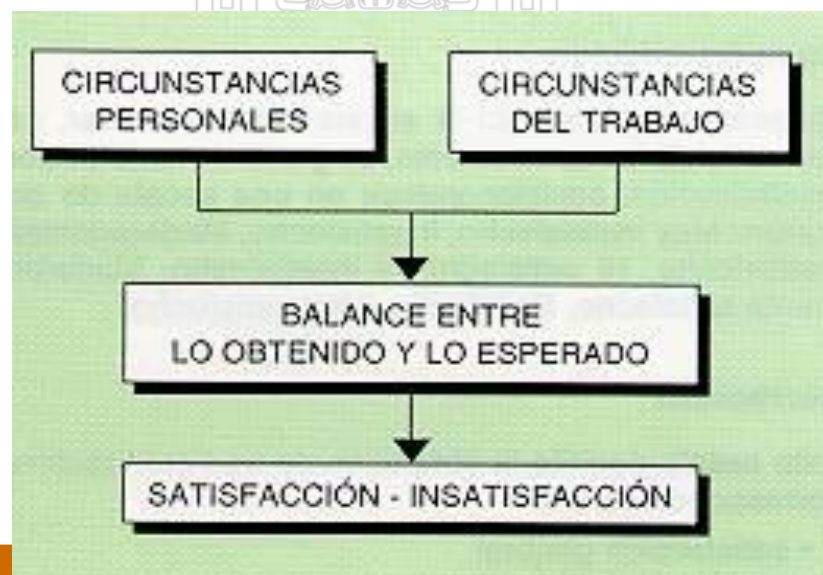 CIRCUNSTANCIAS
PERSONALES
CIRCUNSTANCIAS
DEL TRABAJO
BALANCE ENTRE
LO OBTENIDO Y LO ESPERADO
SATISFACCIÓN - INSATISFACCIÓN